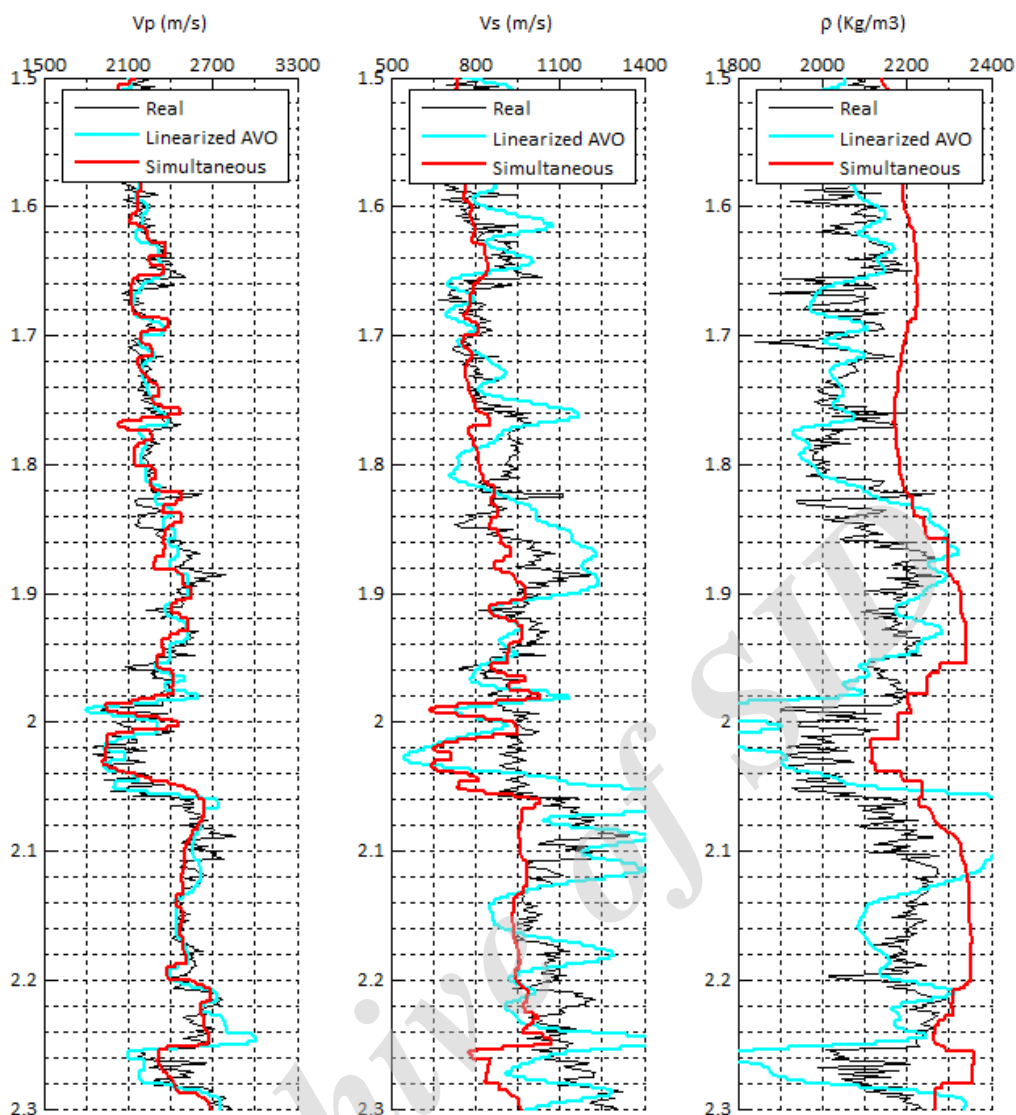 Vp (m/s) Vs (m/s) ρ (Kg/m3)
1500 2100 2700 3300 500 800 1100 1400 1800 2000 2200 2400
1.5 1.5 1.5
Real Real Real
Linearized AVO Linearized AVO Linearized AVO
Simultaneous Simultaneous Simultaneous
1.6 1.6 1.6
1.7 1.7 1.7
1.8 1.8 1.8
1.9 1.9 1.9
2 2 2
2.1 2.1 2.1
2.2 2.2 2.2
2.3 2.3 2.3
hive of SID